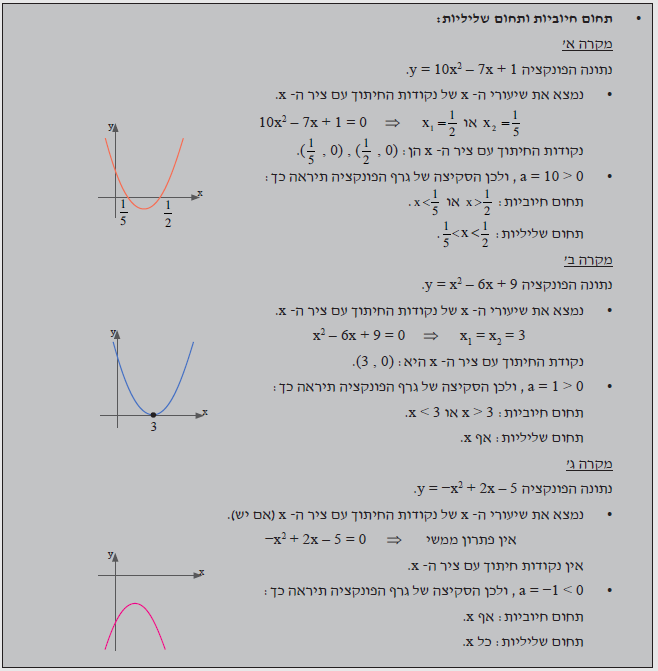 • תחום חיוביות ותחום שליליות:
מקרה א'
נתונה הפונקציה y = 10x² – 7x + 1.
• נמצא את שיעורי ה- x של נקודות החיתוך עם ציר ה- x.
10x² – 7x + 1 = 0 ⇒ x₁ = 1/2 או x₂ = 1/5
נקודות החיתוך עם ציר ה- x הן: (1/2 , 0) , (1/5 , 0).
• a = 10 > 0 , ולכן הסקיצה של גרף הפונקציה תיראה כך:
תחום חיוביות: x > 1/2 או x < 1/5.
תחום שליליות: 1/5 < x < 1/2.
y
x
1/5 1/2
מקרה ב'
נתונה הפונקציה y = x² – 6x + 9.
• נמצא את שיעורי ה- x של נקודות החיתוך עם ציר ה- x.
x² – 6x + 9 = 0 ⇒ x₁ = x₂ = 3
נקודת החיתוך עם ציר ה- x היא: (3 , 0).
• a = 1 > 0 , ולכן הסקיצה של גרף הפונקציה תיראה כך:
תחום חיוביות: x > 3 או x < 3.
תחום שליליות: אף x.
y
x
3
מקרה ג'
נתונה הפונקציה y = –x² + 2x – 5.
• נמצא את שיעורי ה- x של נקודות החיתוך עם ציר ה- x (אם יש).
–x² + 2x – 5 = 0 ⇒ אין פתרון ממשי
אין נקודות חיתוך עם ציר ה- x.
• a = –1 < 0 , ולכן הסקיצה של גרף הפונקציה תיראה כך:
תחום חיוביות: אף x.
תחום שליליות: כל x.
y
x